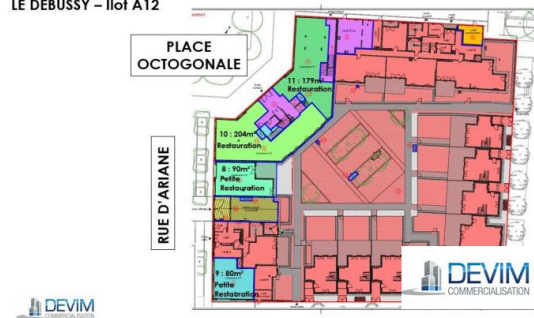 LE DEBUSSY – Ilot A12
PLACE
OCTOGONALE
11 : 179m²
Restauration
10 : 204m²
Restauration
8 : 90m²
Petite
Restauration
RUE D'ARIANE
9 : 80m²
Petite
Restauration
DEVIM
COMMERCIALISATION
DEVIM
COMMERCIALISATION